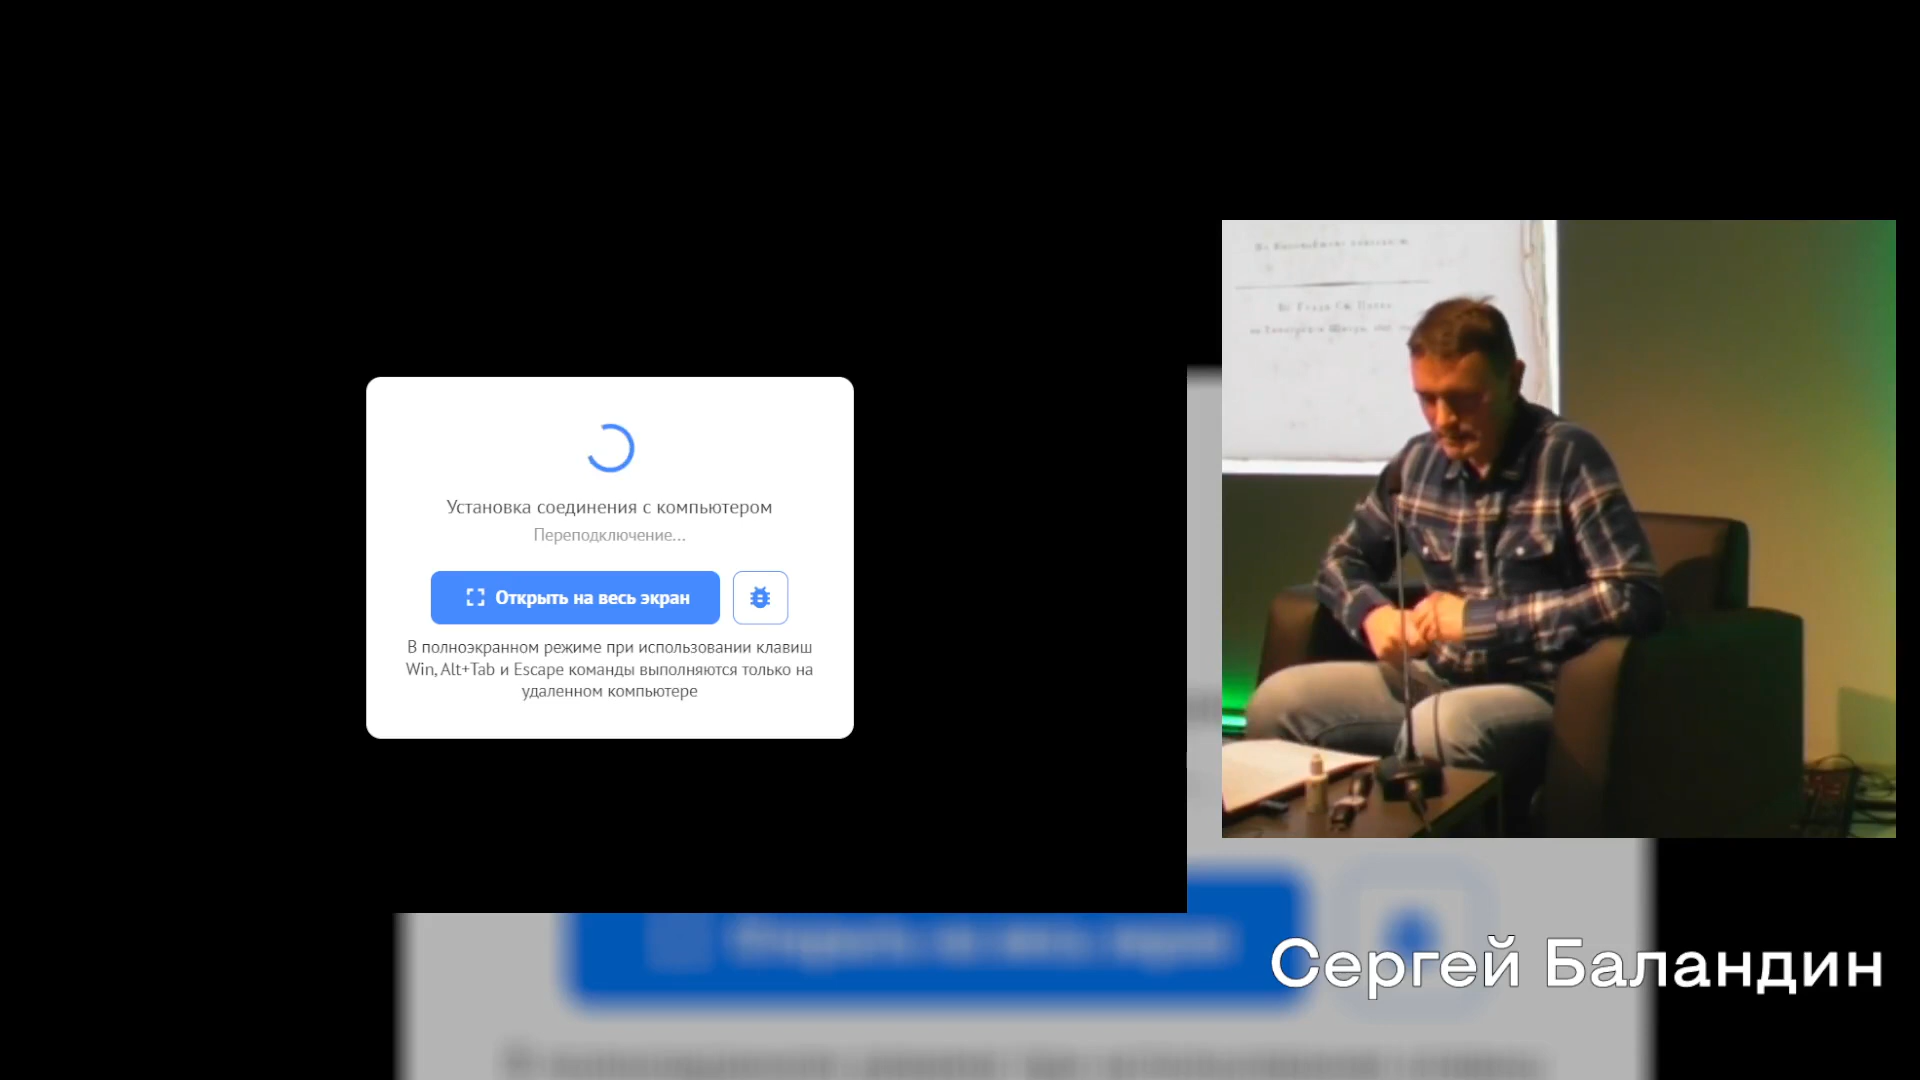 Установка соединения с компьютером
Переподключение...
Открыть на весь экран
В полноэкранном режиме при использовании клавиш
Win, Alt+Tab и Escape команды выполняются только на
удаленном компьютере
Сергей Баландин